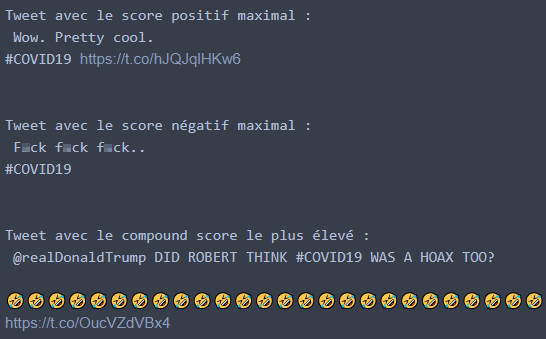 Tweet avec le score positif maximal :
Wow. Pretty cool.
#COVID19 https://t.co/hJQJqIHKw6
Tweet avec le score négatif maximal :
F▒ck f▒ck f▒ck..
#COVID19
Tweet avec le compound score le plus élevé :
@realDonaldTrump DID ROBERT THINK #COVID19 WAS A HOAX TOO?
🤣🤣🤣🤣🤣🤣🤣🤣🤣🤣🤣🤣🤣🤣🤣🤣🤣🤣🤣🤣🤣🤣🤣🤣🤣🤣
https://t.co/OucVZdVBx4